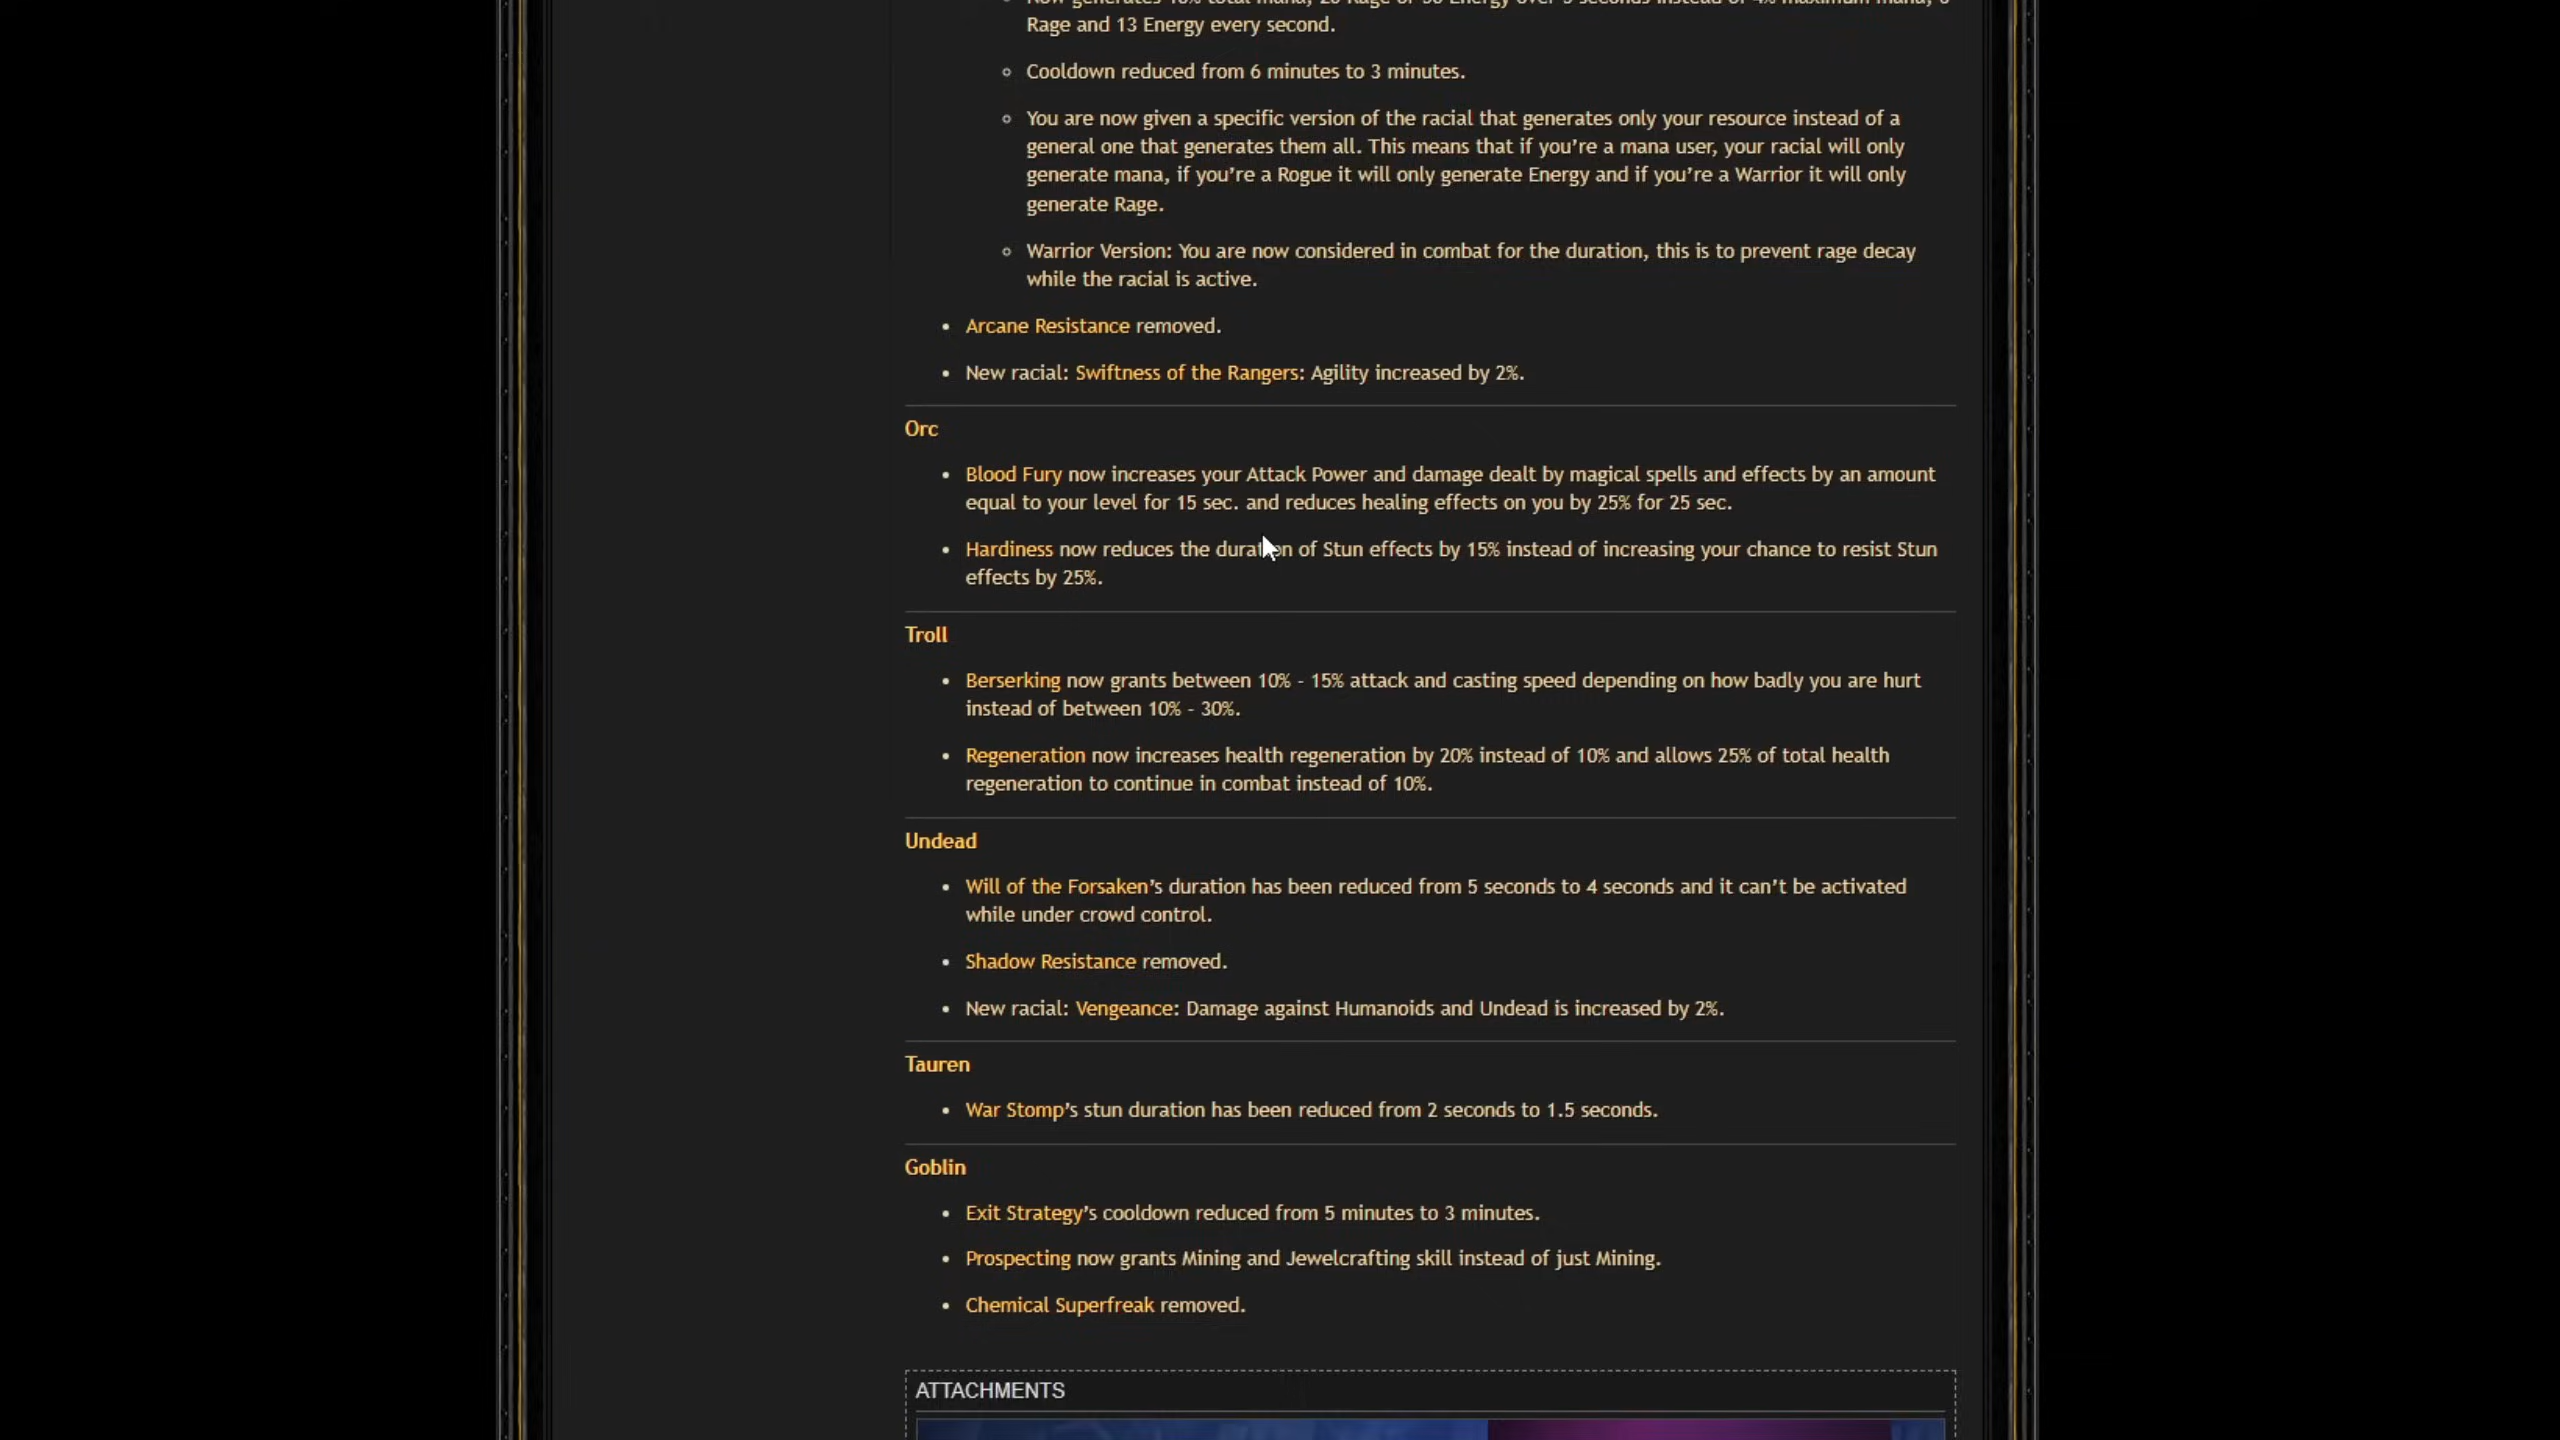 Rage and 13 Energy every second.
Cooldown reduced from 6 minutes to 3 minutes.
You are now given a specific version of the racial that generates only your resource instead of a
general one that generates them all. This means that if you’re a mana user, your racial will only
generate mana, if you’re a Rogue it will only generate Energy and if you’re a Warrior it will only
generate Rage.
Warrior Version: You are now considered in combat for the duration, this is to prevent rage decay
while the racial is active.
Arcane Resistance removed.
New racial: Swiftness of the Rangers: Agility increased by 2%.
Orc
Blood Fury now increases your Attack Power and damage dealt by magical spells and effects by an amount
equal to your level for 15 sec. and reduces healing effects on you by 25% for 25 sec.
Hardiness now reduces the duration of Stun effects by 15% instead of increasing your chance to resist Stun
effects by 25%.
Troll
Berserking now grants between 10% - 15% attack and casting speed depending on how badly you are hurt
instead of between 10% - 30%.
Regeneration now increases health regeneration by 20% instead of 10% and allows 25% of total health
regeneration to continue in combat instead of 10%.
Undead
Will of the Forsaken’s duration has been reduced from 5 seconds to 4 seconds and it can’t be activated
while under crowd control.
Shadow Resistance removed.
New racial: Vengeance: Damage against Humanoids and Undead is increased by 2%.
Tauren
War Stomp’s stun duration has been reduced from 2 seconds to 1.5 seconds.
Goblin
Exit Strategy’s cooldown reduced from 5 minutes to 3 minutes.
Prospecting now grants Mining and Jewelcrafting skill instead of just Mining.
Chemical Superfreak removed.
ATTACHMENTS